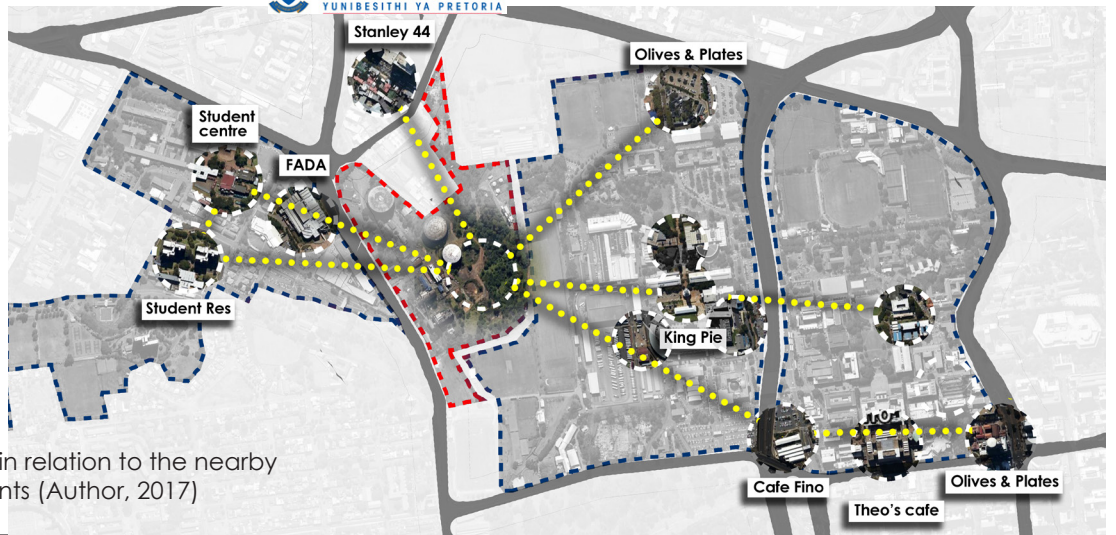 YUNIBESITHI YA PRETORIA
Stanley 44
Olives & Plates
Student
centre
FADA
Student Res
King Pie
Cafe Fino
Olives & Plates
Theo's cafe
in relation to the nearby
nts (Author, 2017)